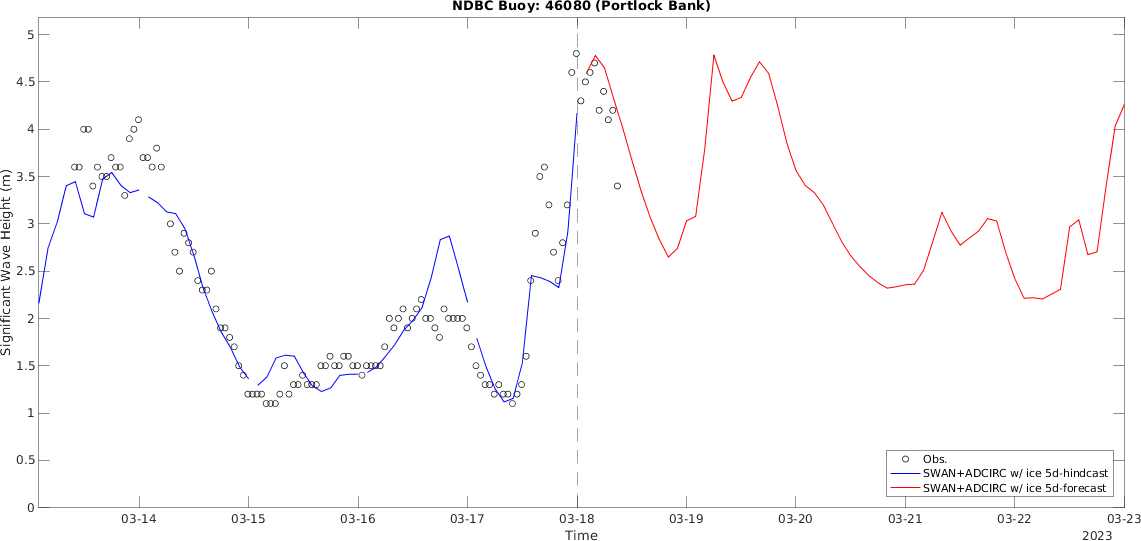 NDBC Buoy: 46080 (Portlock Bank)
5
4.5
4
3.5
3
2.5
2
1.5
1
0.5
0
Significant Wave Height (m)
Obs.
SWAN+ADCIRC w/ ice 5d-hindcast
SWAN+ADCIRC w/ ice 5d-forecast
03-14 03-15 03-16 03-17 03-18 03-19 03-20 03-21 03-22 03-23
Time
2023